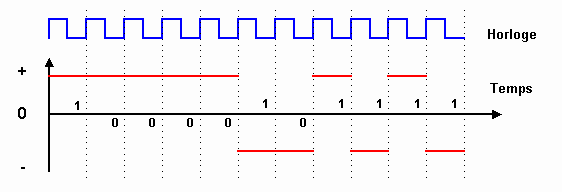 Horloge
+
Temps
0
1 0 0 0 0 1 0 1 1 1 1
-